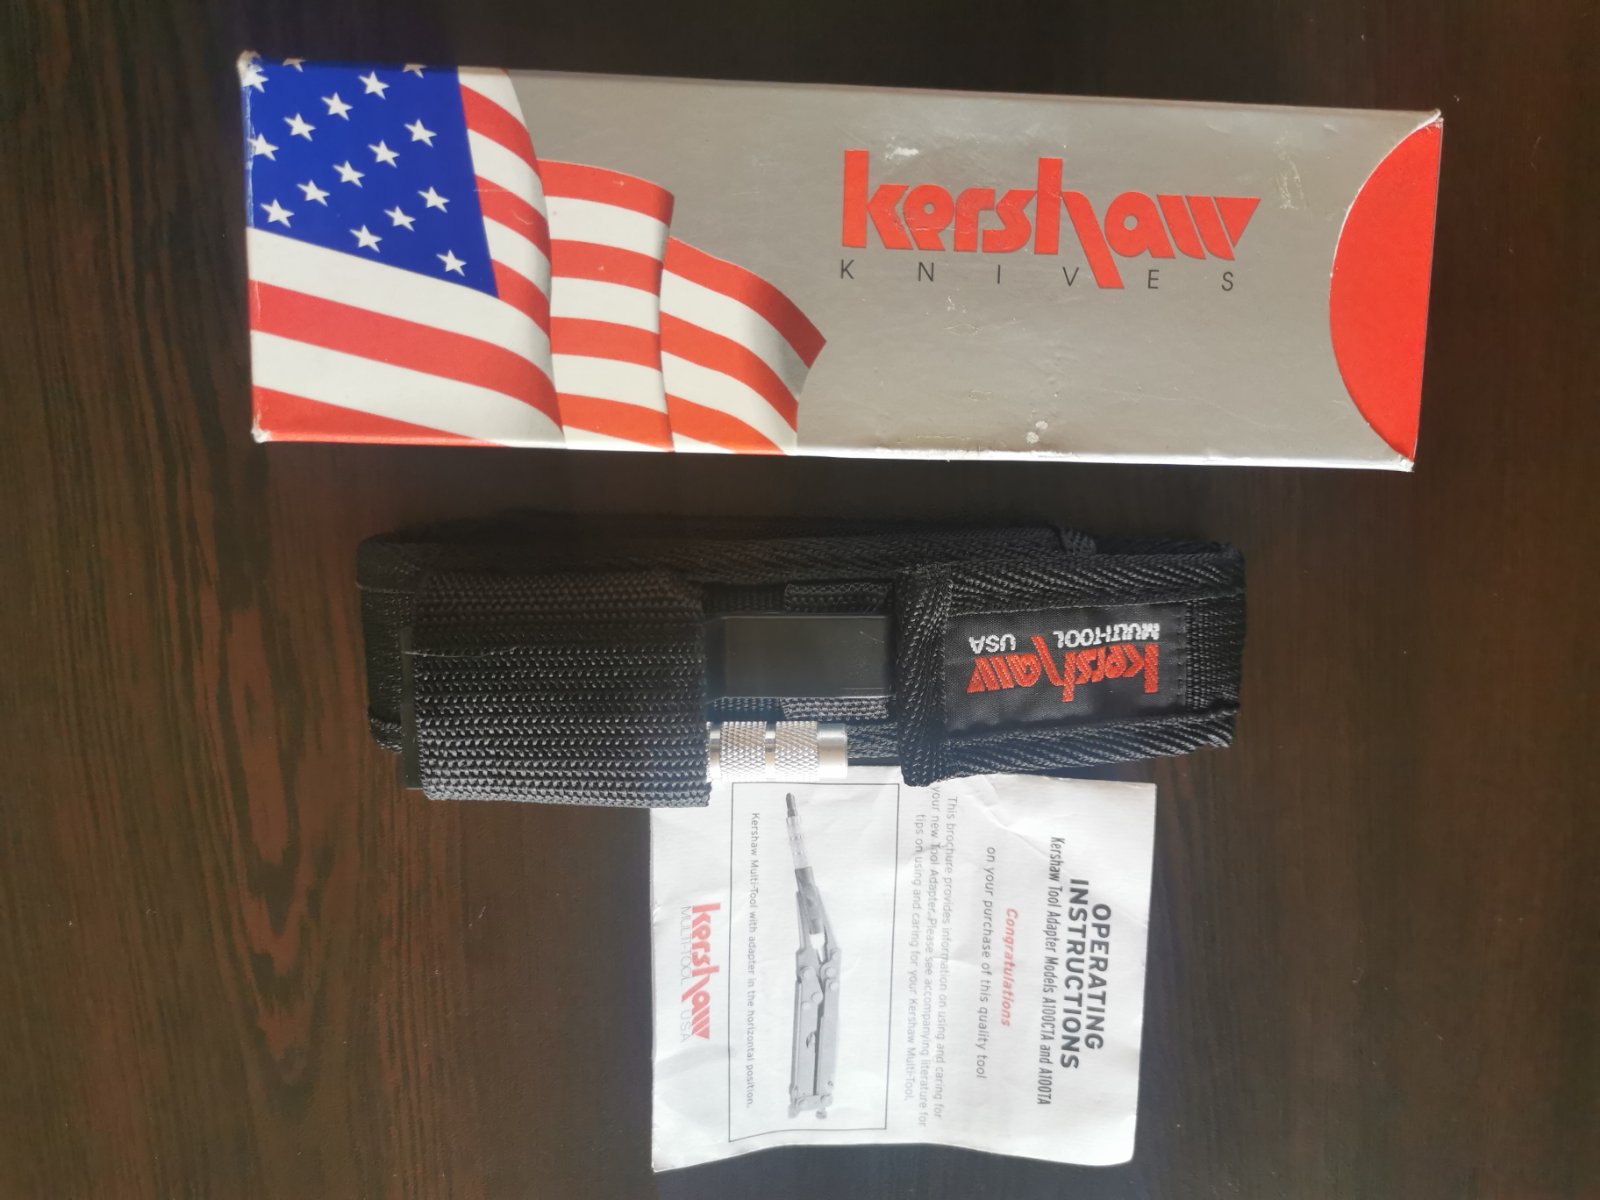 kershaw
KNIVES
kershaw
MULTI-TOOL
USA
OPERATING
INSTRUCTIONS
Kershaw Tool Adapter Models A100CTA and A100TA
Congratulations
on your purchase of this quality tool
This brochure provides information on using and caring for
your new Tool Adapter. Please see accompanying literature for
tips on using and caring for your Kershaw Multi-Tool.
Kershaw Multi-Tool with adapter in the horizontal position.
kershaw
MULTI-TOOL USA